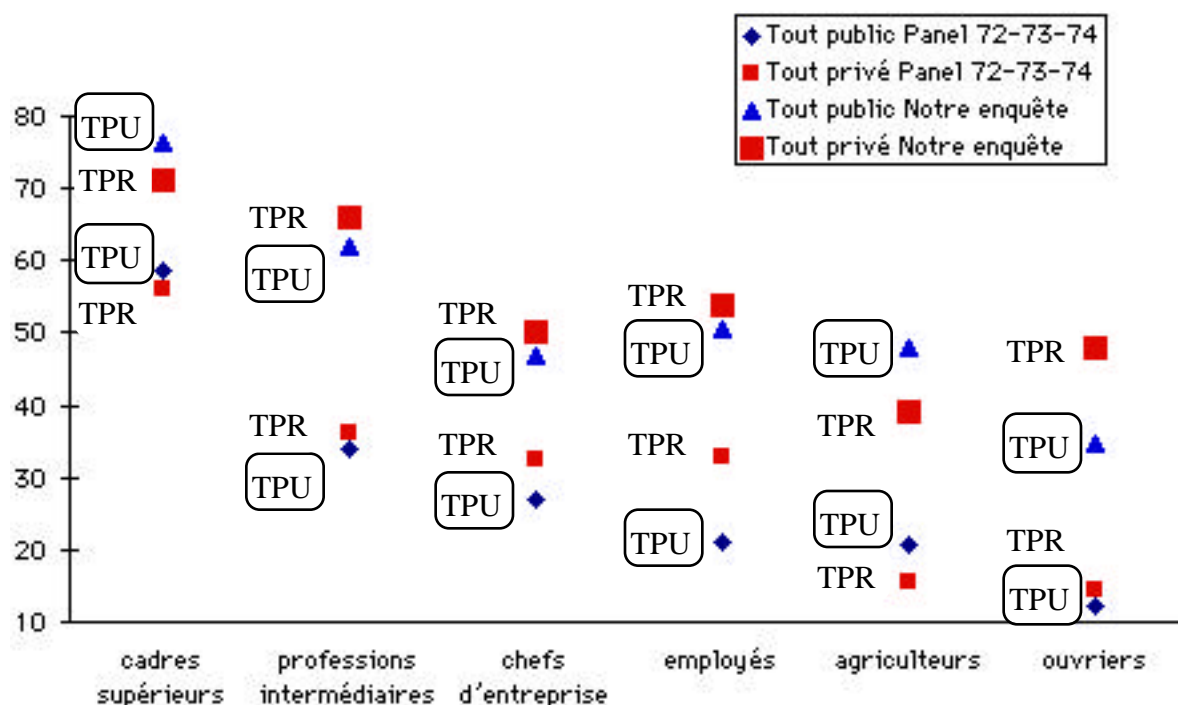 Tout public Panel 72-73-74
Tout privé Panel 72-73-74
Tout public Notre enquête
Tout privé Notre enquête
80
TPU
70
TPR
TPR
TPU
60
TPU
TPR
50
TPR
TPU
TPR
TPU
TPU
TPR
40
TPR
TPR
TPR
TPR
TPU
30
TPU
TPU
20
TPU
TPU
TPR
TPR
TPU
10
cadres
supérieurs
professions
intermédiaires
chefs
d'entreprise
employés
agriculteurs
ouvriers